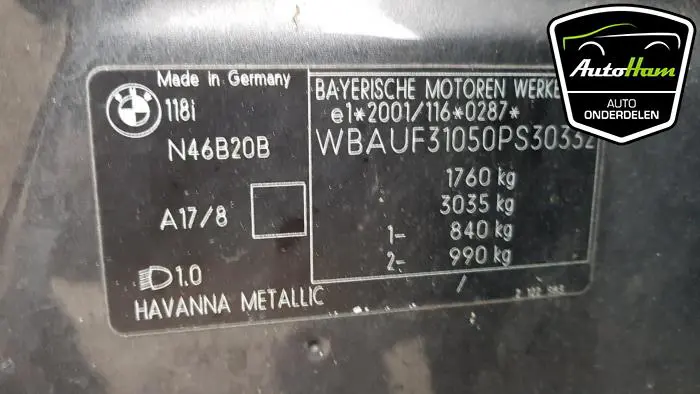 Made in Germany
118i
N46B20B
A17/8
1.0
HAVANNA METALLIC
BAYERISCHE MOTOREN WERKE
e1*2001/116*0287*
WBAUF31050PS30332
1760 kg
3035 kg
1- 840 kg
2- 990 kg
/
AutoHam
AUTO
ONDERDELEN